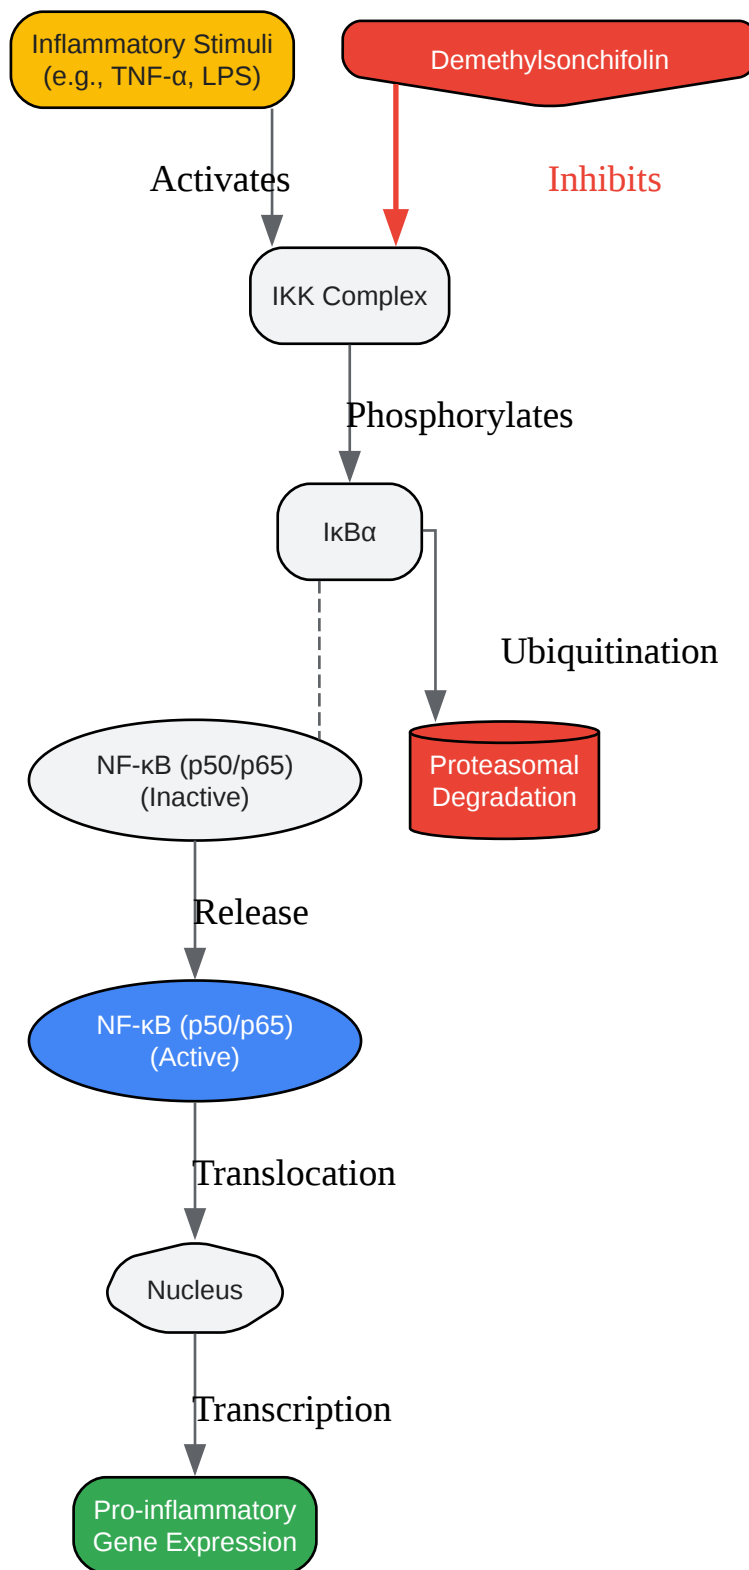 Inflammatory Stimuli
(e.g., TNF-α, LPS)
Demethylsonchifolin
Activates
Inhibits
IKK Complex
Phosphorylates
IκBα
Ubiquitination
NF-κB (p50/p65)
(Inactive)
Proteasomal
Degradation
Release
NF-κB (p50/p65)
(Active)
Translocation
Nucleus
Transcription
Pro-inflammatory
Gene Expression